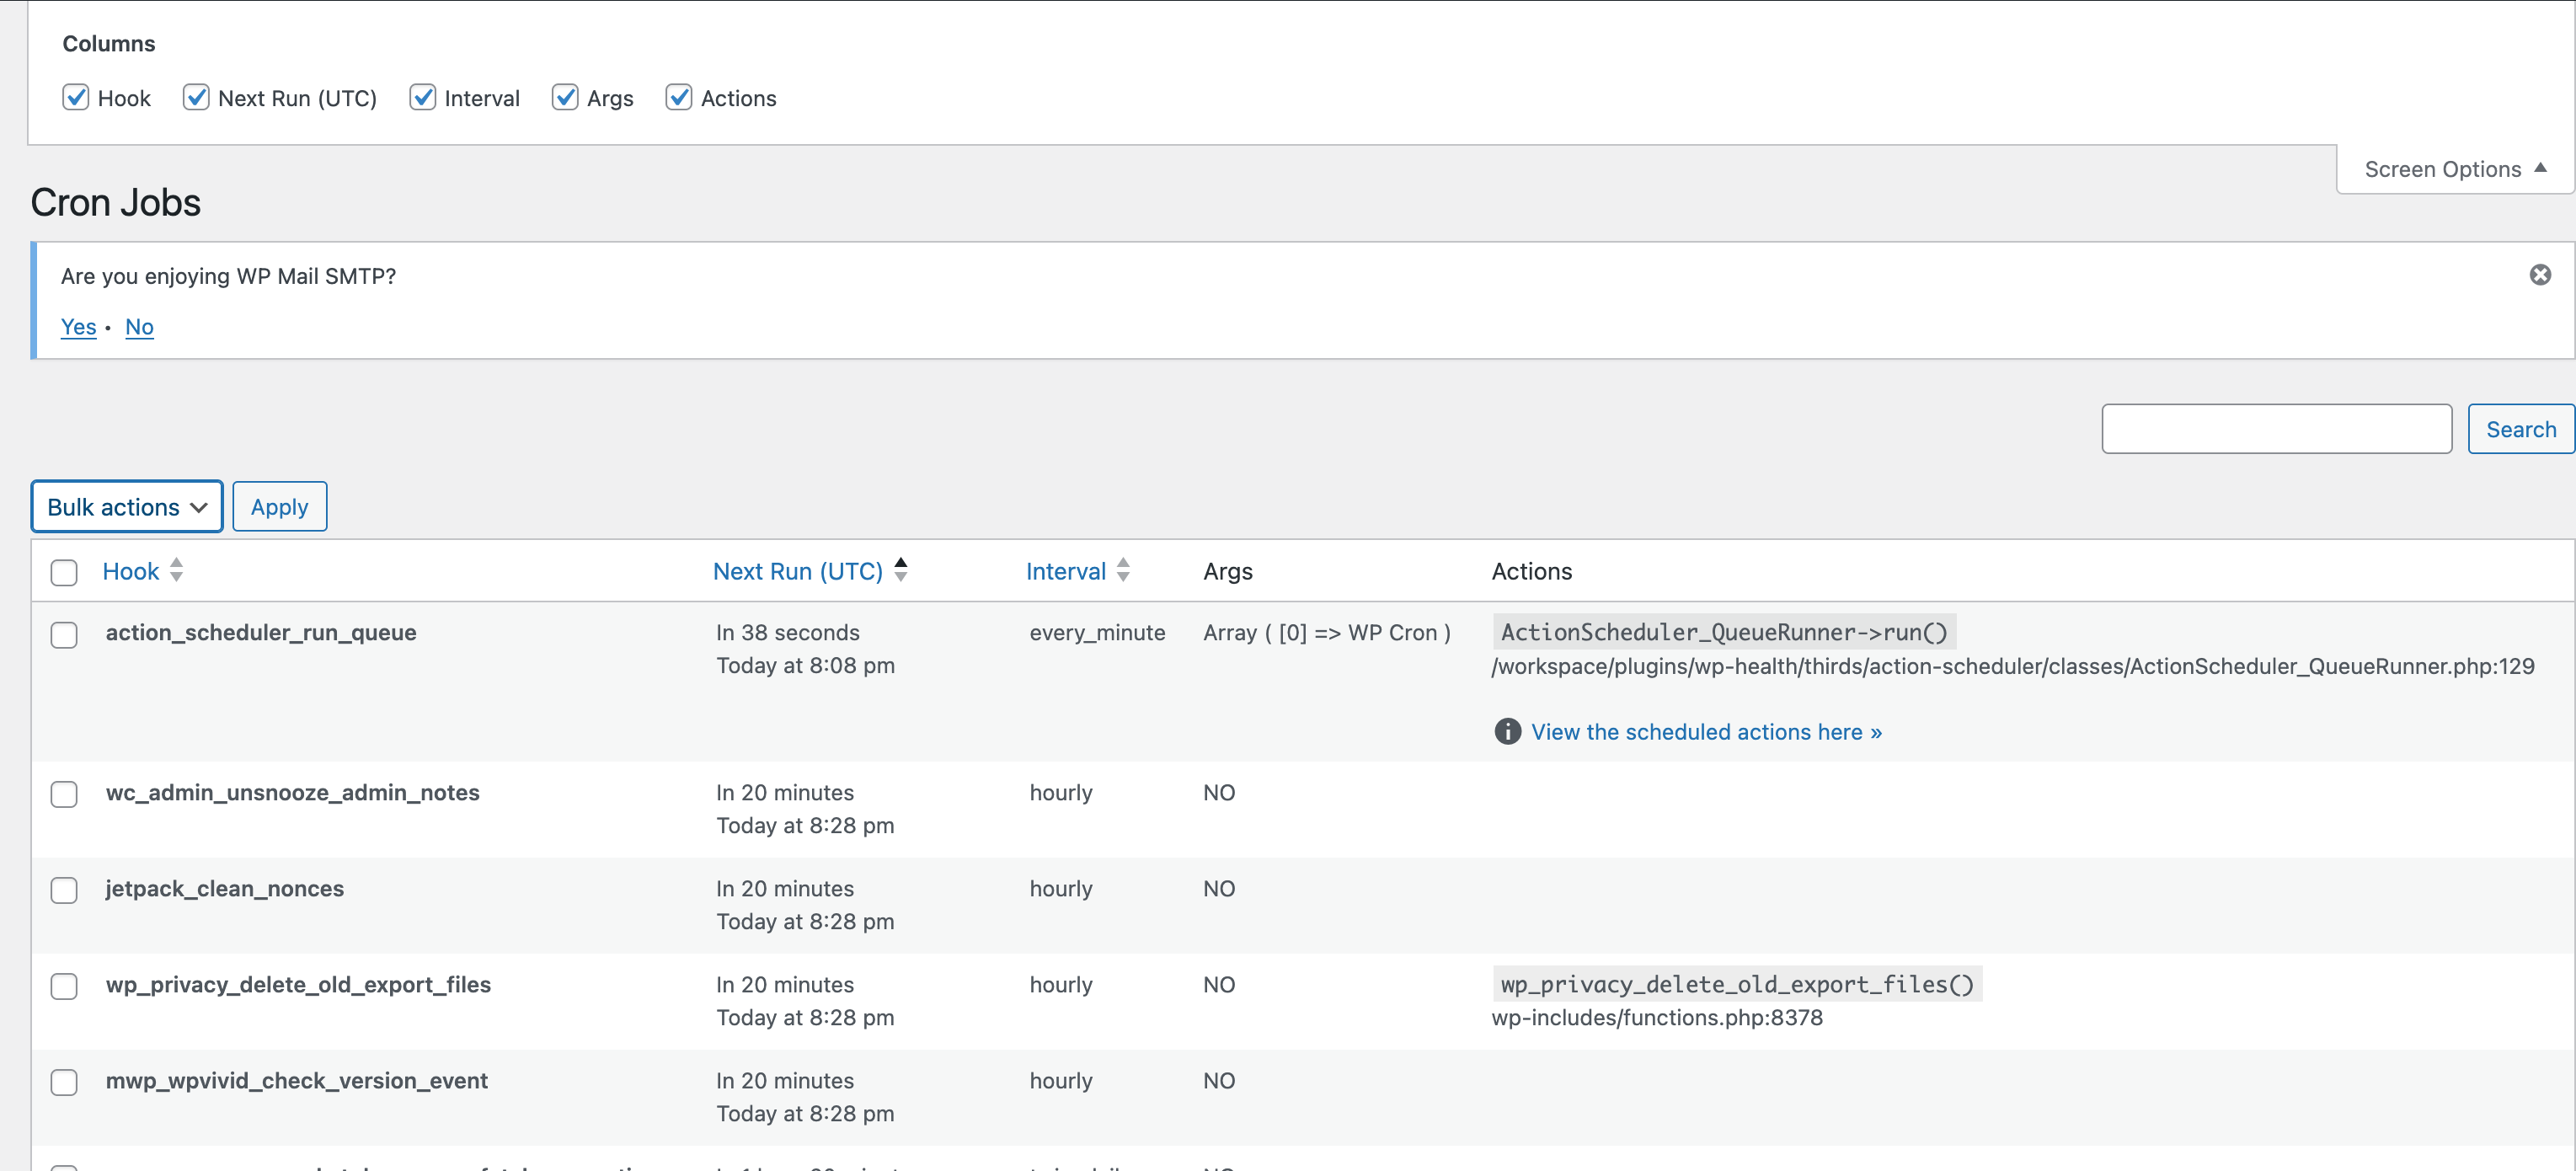 Columns
Hook Next Run (UTC) Interval Args Actions
Screen Options
Cron Jobs
Are you enjoying WP Mail SMTP?
Yes • No
Search
Bulk actions Apply
Hook Next Run (UTC) Interval Args Actions
action_scheduler_run_queue In 38 seconds every_minute Array ( [0] => WP Cron ) ActionScheduler_QueueRunner->run()
Today at 8:08 pm /workspace/plugins/wp-health/thirds/action-scheduler/classes/ActionScheduler_QueueRunner.php:129
View the scheduled actions here »
wc_admin_unsnooze_admin_notes In 20 minutes hourly NO
Today at 8:28 pm
jetpack_clean_nonces In 20 minutes hourly NO
Today at 8:28 pm
wp_privacy_delete_old_export_files In 20 minutes hourly NO wp_privacy_delete_old_export_files()
Today at 8:28 pm wp-includes/functions.php:8378
mwp_wpvivid_check_version_event In 20 minutes hourly NO
Today at 8:28 pm